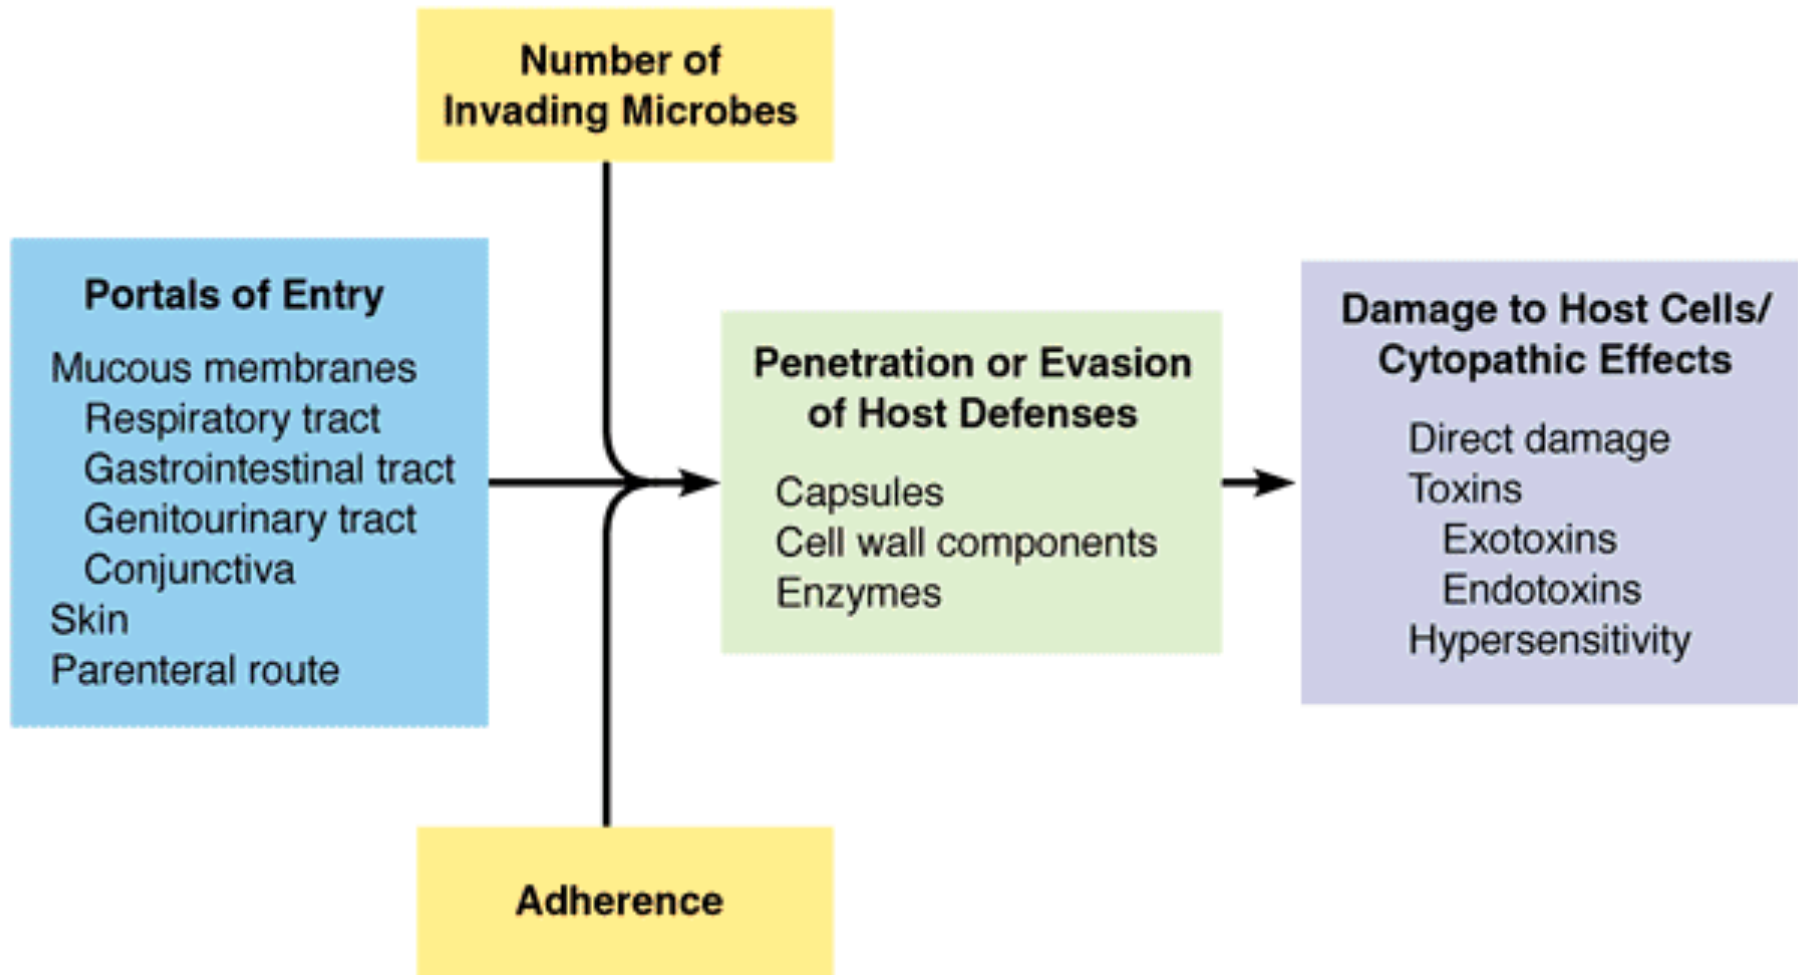 Number of
Invading Microbes
Portals of Entry
Mucous membranes
Respiratory tract
Gastrointestinal tract
Genitourinary tract
Conjunctiva
Skin
Parenteral route
Adherence
Penetration or Evasion
of Host Defenses
Capsules
Cell wall components
Enzymes
Damage to Host Cells/
Cytopathic Effects
Direct damage
Toxins
Exotoxins
Endotoxins
Hypersensitivity